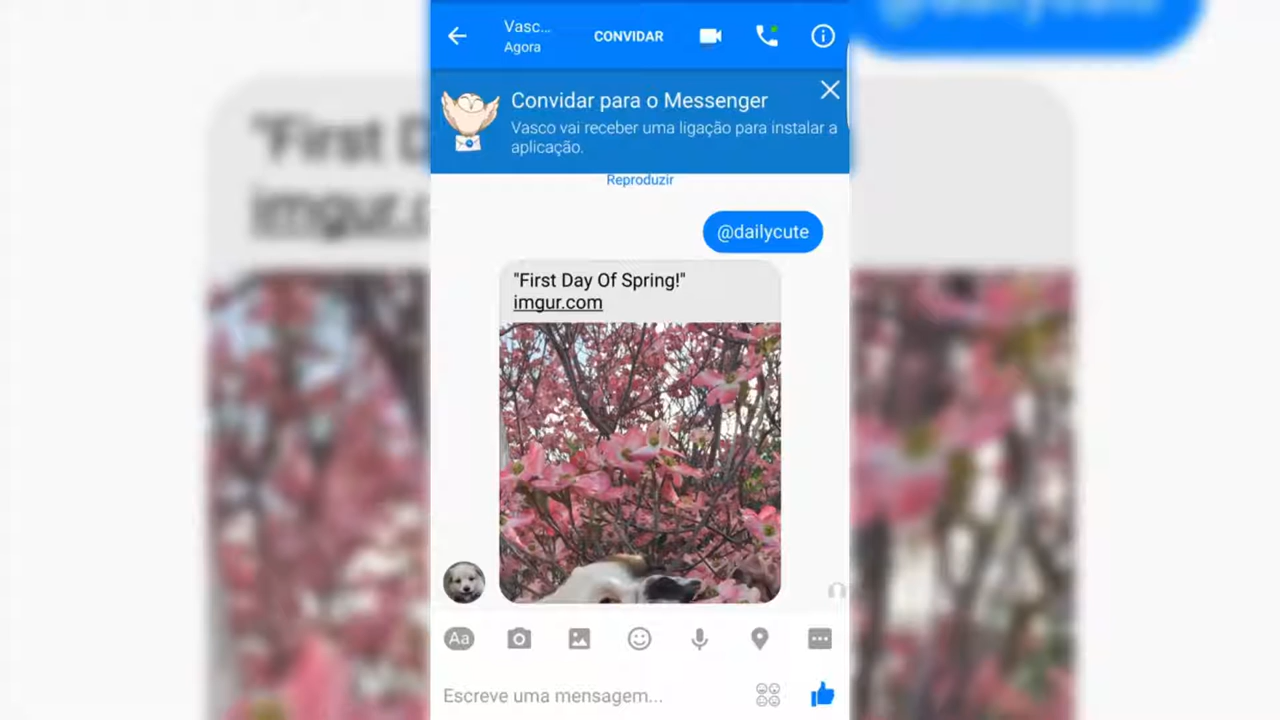 Vasc...
Agora
CONVIDAR
Convidar para o Messenger
Vasco vai receber uma ligação para instalar a
aplicação.
Reproduzir
@dailycute
"First Day Of Spring!"
imgur.com
Aa
Escreve uma mensagem...